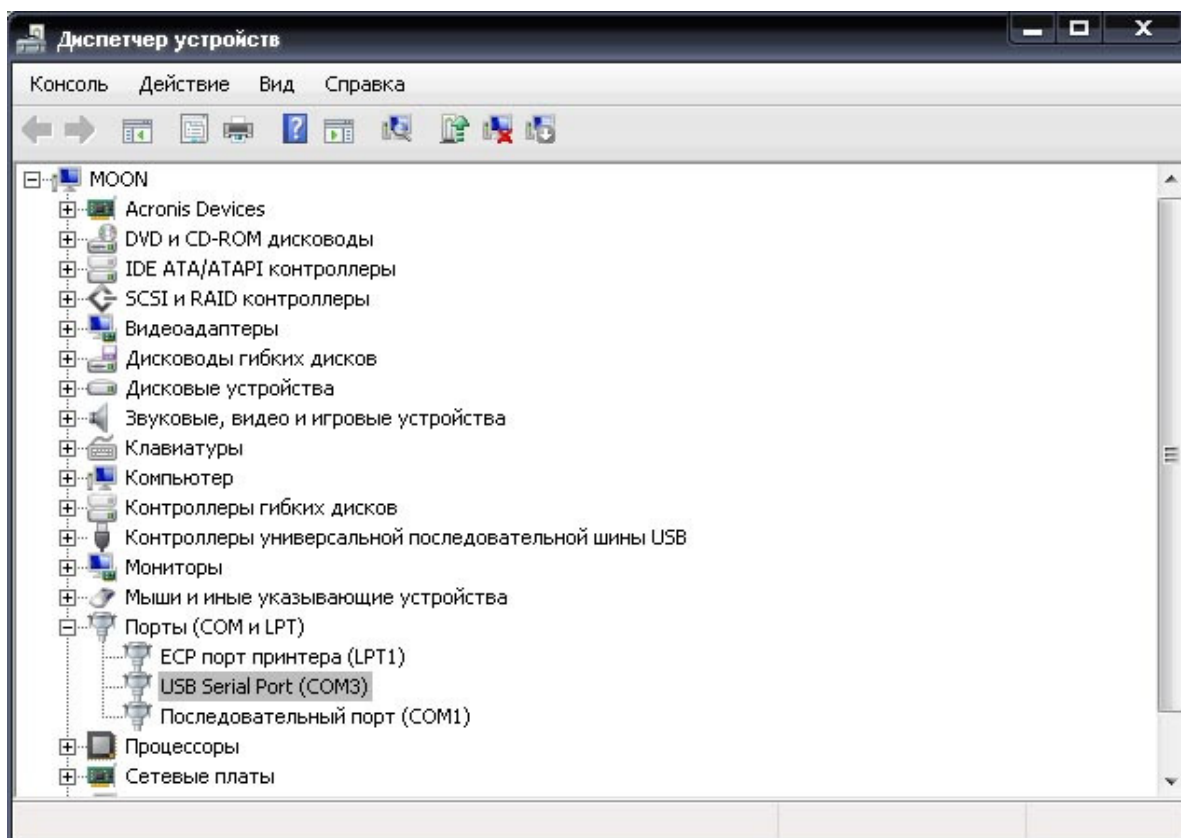 Диспетчер устройств
Консоль Действие Вид Справка
MOON
Acronis Devices
DVD и CD-ROM дисководы
IDE ATA/ATAPI контроллеры
SCSI и RAID контроллеры
Видеоадаптеры
Дисководы гибких дисков
Дисковые устройства
Звуковые, видео и игровые устройства
Клавиатуры
Компьютер
Контроллеры гибких дисков
Контроллеры универсальной последовательной шины USB
Мониторы
Мыши и иные указывающие устройства
Порты (COM и LPT)
ECP порт принтера (LPT1)
USB Serial Port (COM3)
Последовательный порт (COM1)
Процессоры
Сетевые платы